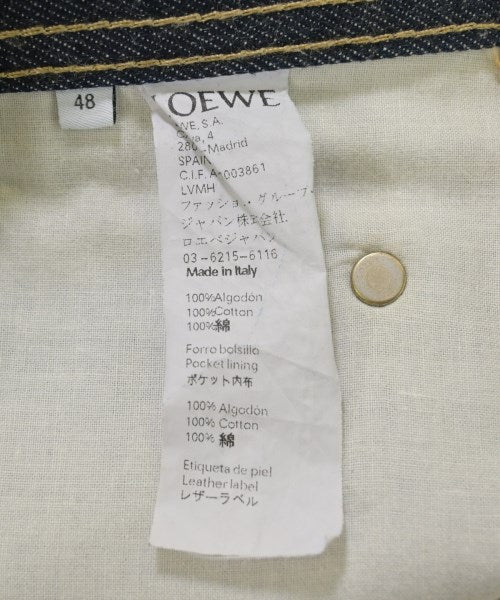 48
LOEWE
WE, S.A.
4
Madrid
SPAIN
C.I.F. A-003861
LVMH
ファッション グループ
ジャパン株式会社
ロエベジャパン
03-6215-6116
Made in Italy
100% Algodón
100% Cotton
100% 綿
Forro bolsillo
Pocket lining
ポケット内布
100% Algodón
100% Cotton
100% 綿
Etiqueta de piel
Leather label
レザーラベル